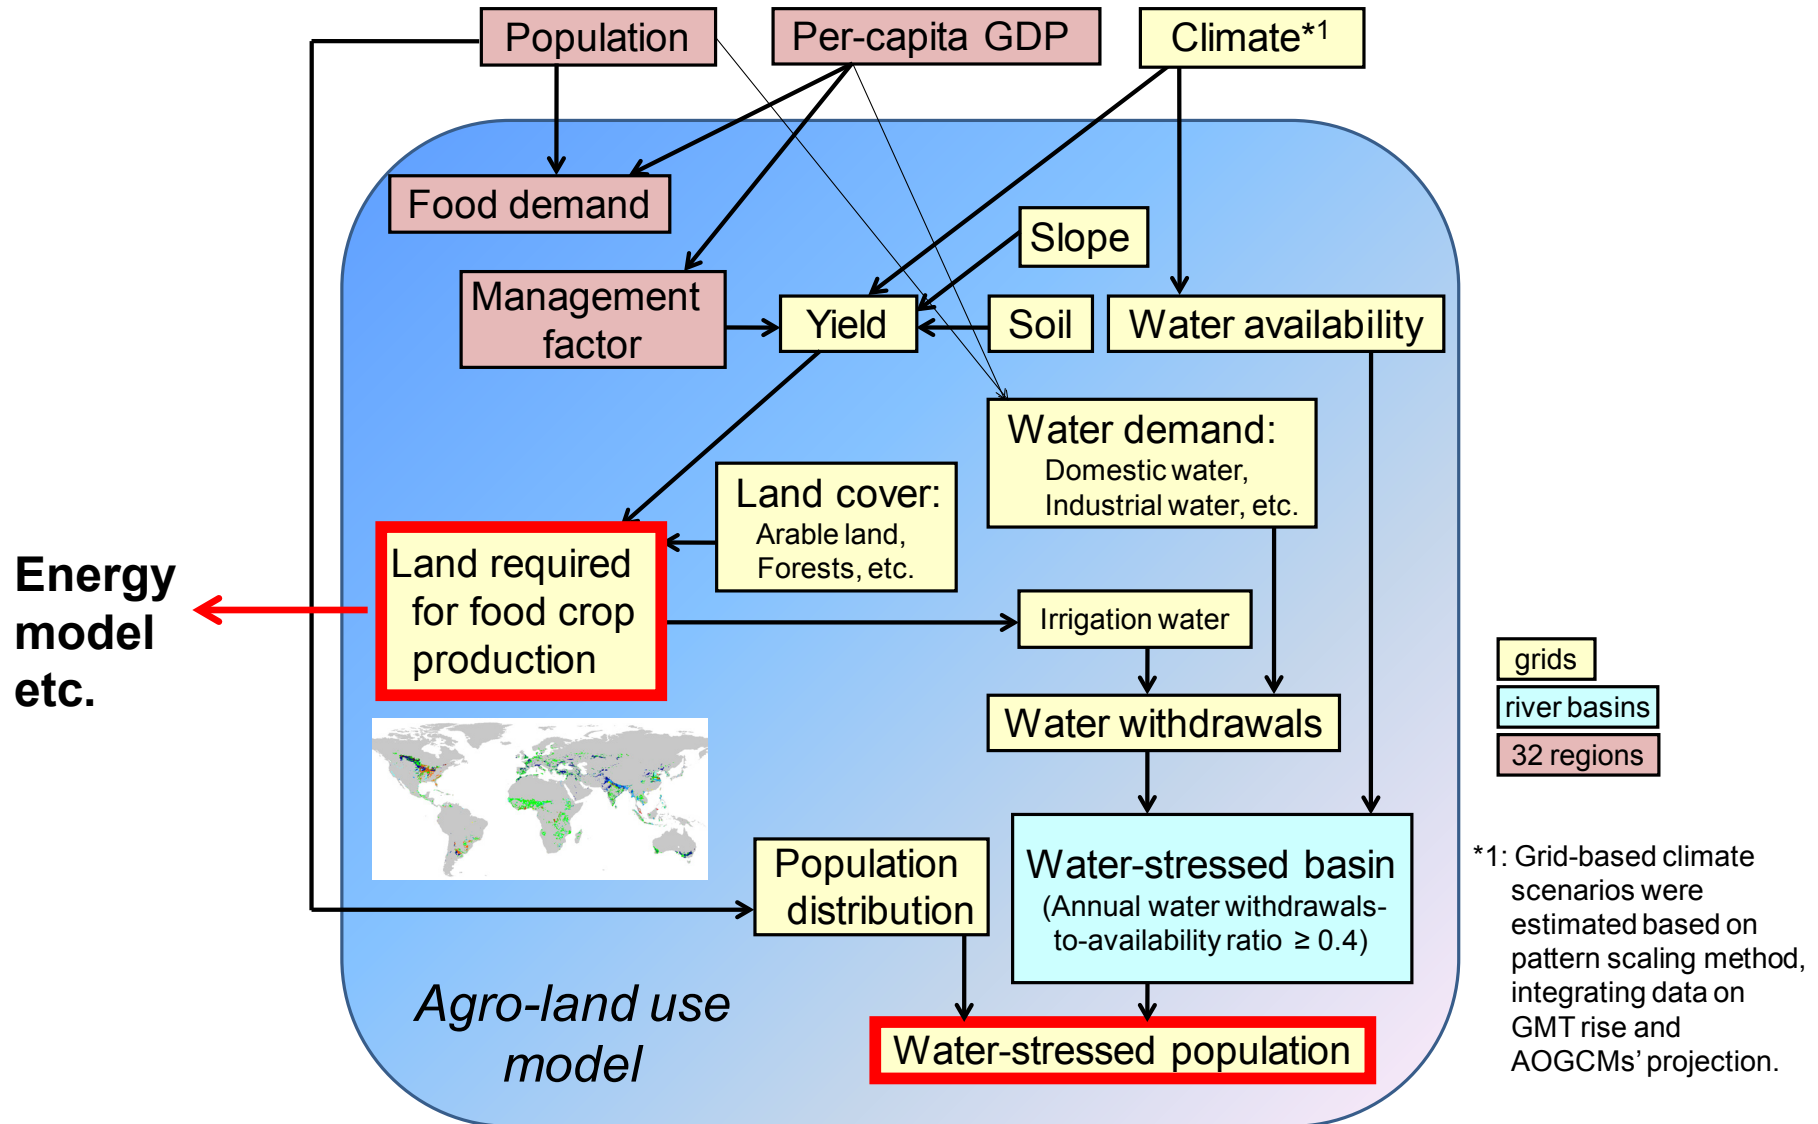 Population
Per-capita GDP
Climate*1
Food demand
Slope
Management
factor
Yield
Soil
Water availability
Water demand:
Domestic water,
Industrial water, etc.
Land cover:
Arable land,
Forests, etc.
Energy
model
etc.
Land required
for food crop
production
Irrigation water
Water withdrawals
grids
river basins
32 regions
Population
distribution
Water-stressed basin
(Annual water withdrawals-
to-availability ratio ≥ 0.4)
*1: Grid-based climate
scenarios were
estimated based on
pattern scaling method,
integrating data on
GMT rise and
AOGCMs’ projection.
Agro-land use
model
Water-stressed population